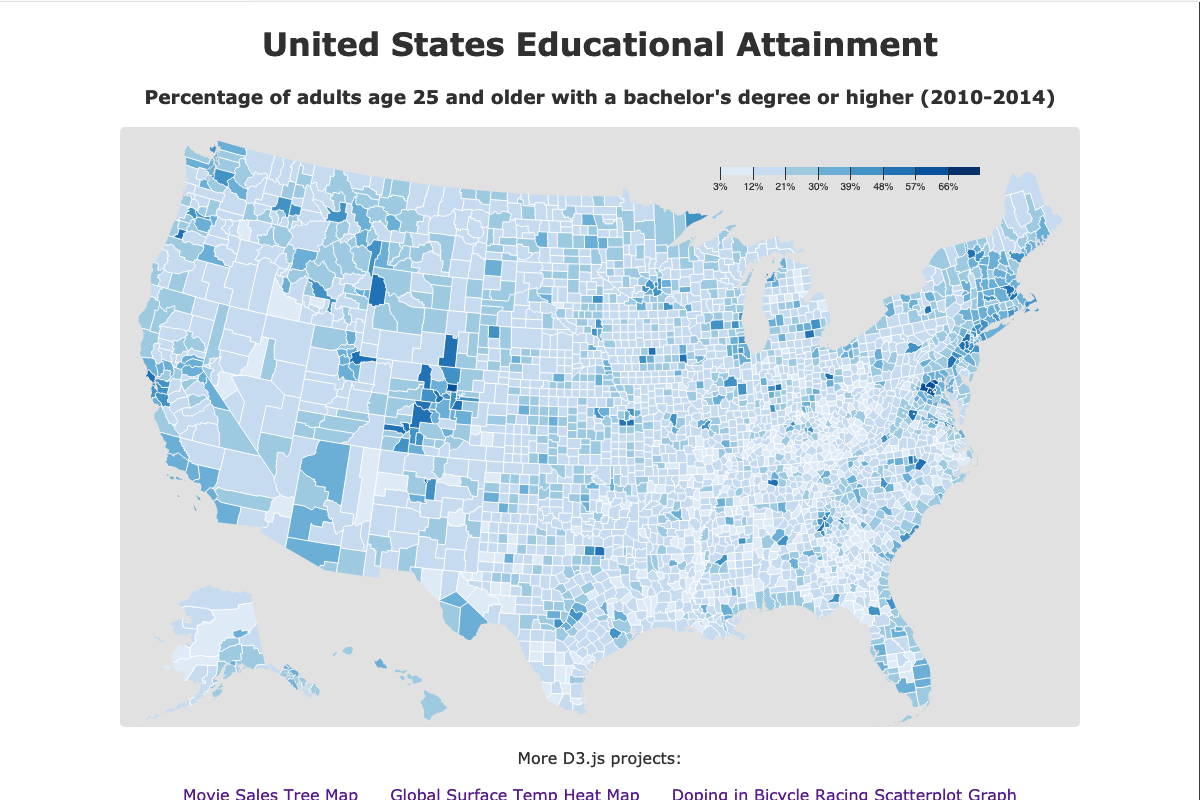 United States Educational Attainment
Percentage of adults age 25 and older with a bachelor's degree or higher (2010-2014)
3% 12% 21% 30% 39% 48% 57% 66%
More D3.js projects:
Movie Sales Tree Map Global Surface Temp Heat Map Doping in Bicycle Racing Scatterplot Graph